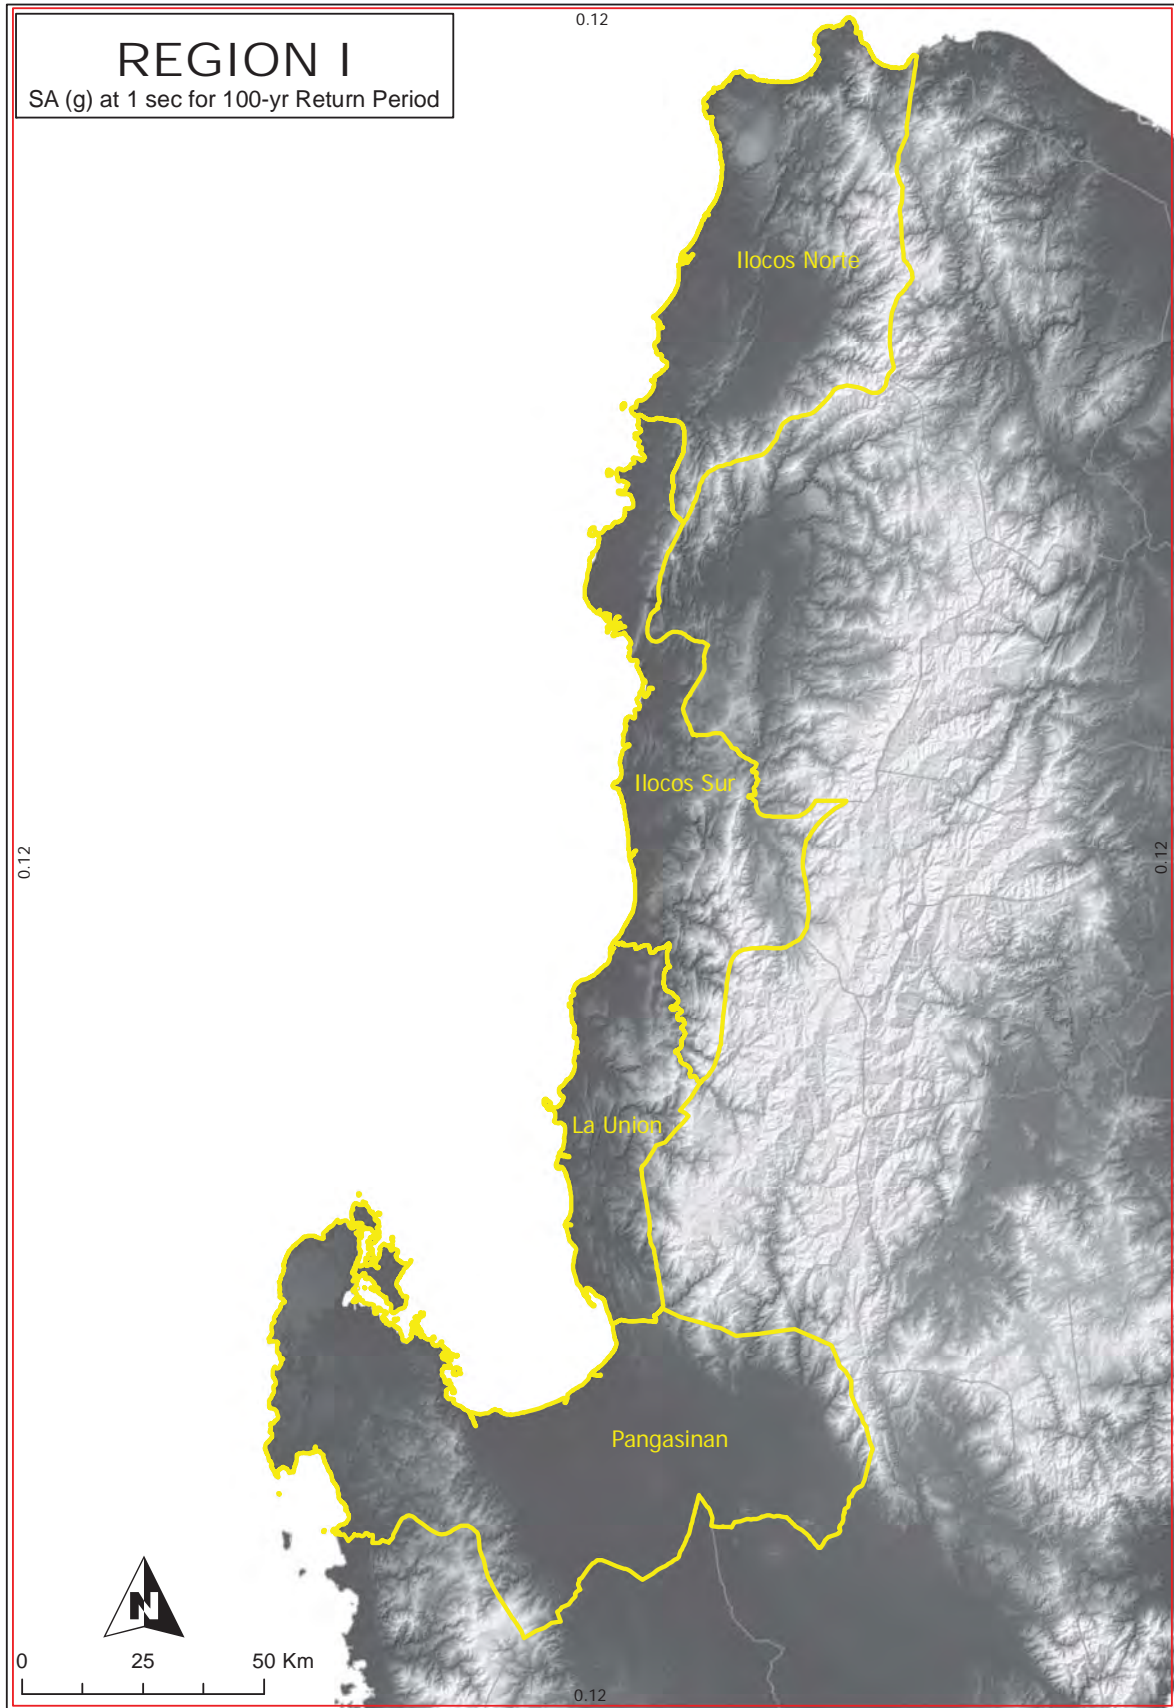 0.12
REGION I
SA (g) at 1 sec for 100-yr Return Period
Ilocos Norte
Ilocos Sur
0.12
0.12
La Union
Pangasinan
N
0 25 50 Km
0.12